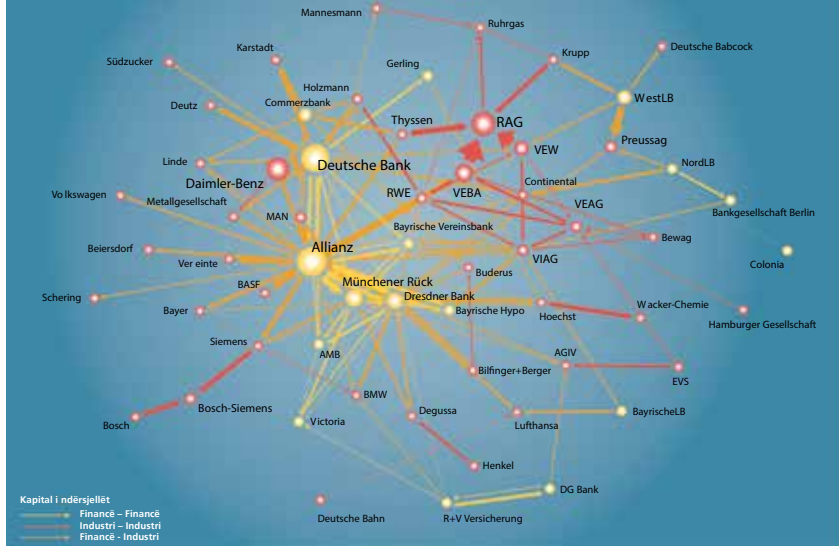 Mannesmann
Ruhrgas
Karstadt
Krupp
Deutsche Babcock
Südzucker
Gerling
Holzmann
WestLB
Deutz
Commerzbank
Thyssen
RAG
Preussag
VEW
Linde
Deutsche Bank
NordLB
Daimler-Benz
RWE
VEBA
Continental
Volkswagen
Metallgesellschaft
VEAG
Bankgesellschaft Berlin
MAN
Bayrische Vereinsbank
Bewag
Beiersdorf
Allianz
VIAG
Colonia
Vereinte
Buderus
BASF
Münchener Rück
Dresdner Bank
Schering
Bayer
Bayrische Hypo
Hoechst
Wacker-Chemie
Hamburger Gesellschaft
Siemens
AMB
AGIV
Bilfinger+Berger
EVS
BMW
Bosch-Siemens
Bosch
Victoria
Degussa
Lufthansa
BayrischeLB
Henkel
DG Bank
Deutsche Bahn
R+V Versicherung
Kapital i ndërsjellët
Financë – Financë
Industri – Industri
Financë - Industri